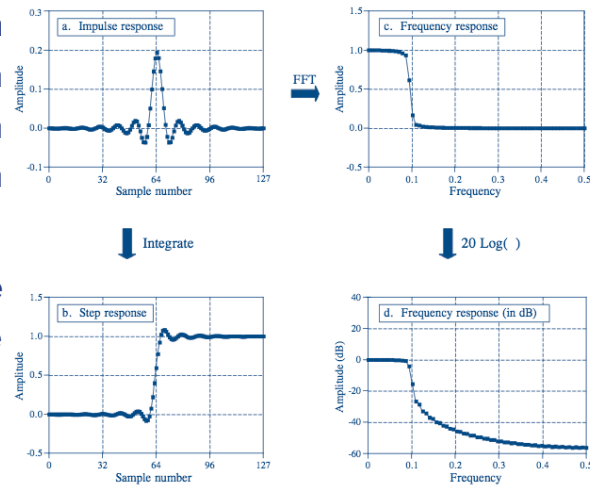 a. Impulse response
Amplitude
0.3
0.2
0.1
0.0
-0.1
0 32 64 96 127
Sample number
FFT
c. Frequency response
Amplitude
1.5
1.0
0.5
0.0
-0.5
0 0.1 0.2 0.3 0.4 0.5
Frequency
Integrate
20 Log( )
b. Step response
Amplitude
1.5
1.0
0.5
0.0
-0.5
0 32 64 96 127
Sample number
d. Frequency response (in dB)
Amplitude (dB)
40
20
0
-20
-40
-60
0 0.1 0.2 0.3 0.4 0.5
Frequency